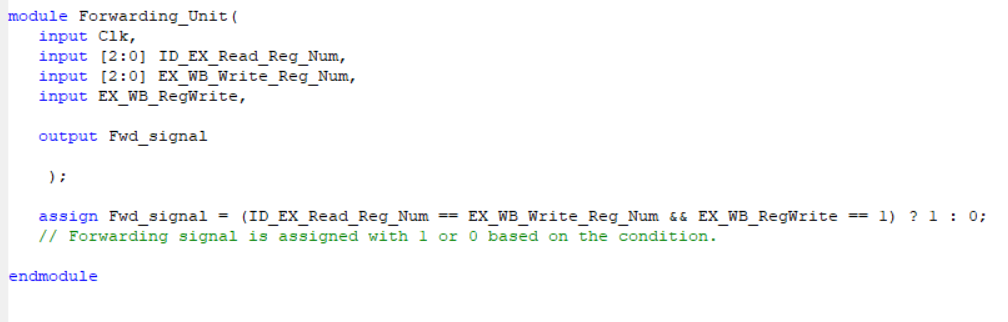 module Forwarding_Unit(
input Clk,
input [2:0] ID_EX_Read_Reg_Num,
input [2:0] EX_WB_Write_Reg_Num,
input EX_WB_RegWrite,
output Fwd_signal
);
assign Fwd_signal = (ID_EX_Read_Reg_Num == EX_WB_Write_Reg_Num && EX_WB_RegWrite == 1) ? 1 : 0;
// Forwarding signal is assigned with 1 or 0 based on the condition.
endmodule